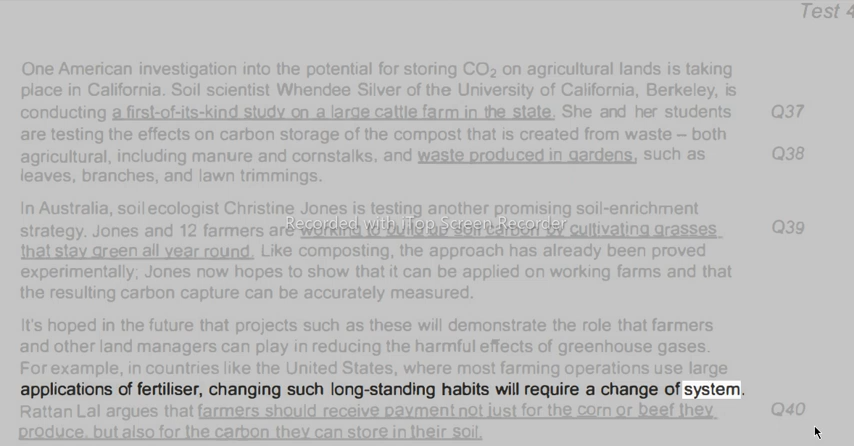 Test 4
One American investigation into the potential for storing CO₂ on agricultural lands is taking
place in California. Soil scientist Whendee Silver of the University of California, Berkeley, is
conducting a first-of-its-kind study on a large cattle farm in the state. She and her students Q37
are testing the effects on carbon storage of the compost that is created from waste – both
agricultural, including manure and cornstalks, and waste produced in gardens, such as Q38
leaves, branches, and lawn trimmings.
In Australia, soil ecologist Christine Jones is testing another promising soil-enrichment
Recorded with iTop Screen Recorder
strategy. Jones and 12 farmers are working to build up soil carbon by cultivating grasses Q39
that stay green all year round. Like composting, the approach has already been proved
experimentally; Jones now hopes to show that it can be applied on working farms and that
the resulting carbon capture can be accurately measured.
It's hoped in the future that projects such as these will demonstrate the role that farmers
and other land managers can play in reducing the harmful effects of greenhouse gases.
For example, in countries like the United States, where most farming operations use large
applications of fertiliser, changing such long-standing habits will require a change of system.
Rattan Lal argues that farmers should receive payment not just for the corn or beef they Q40
produce, but also for the carbon they can store in their soil.